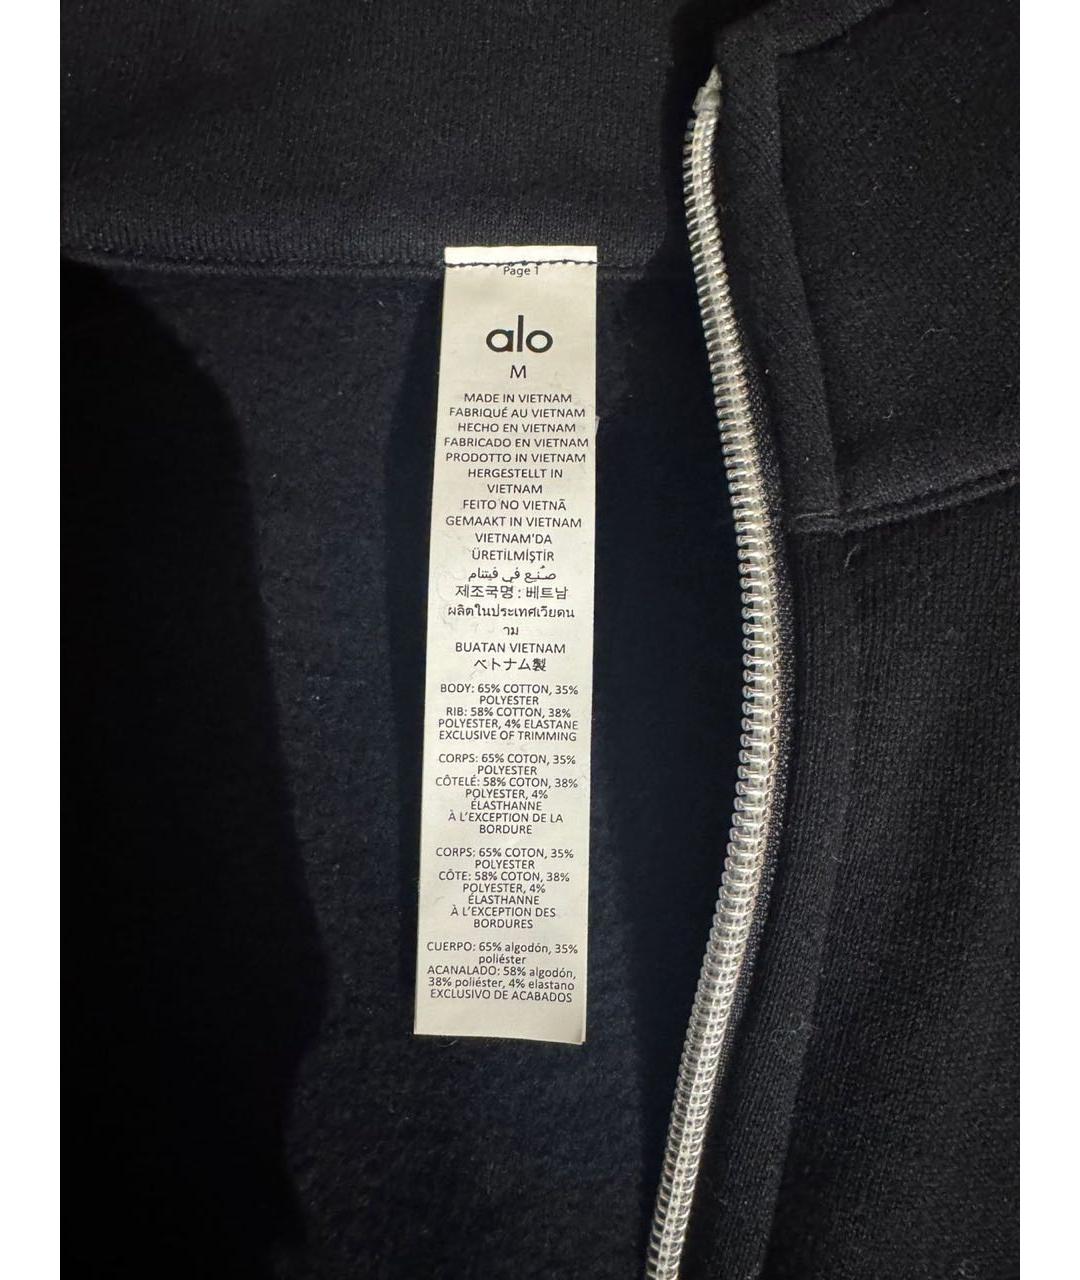 Page 1
alo
M
MADE IN VIETNAM
FABRIQUÉ AU VIETNAM
HECHO EN VIETNAM
FABRICADO EN VIETNAM
PRODOTTO IN VIETNAM
HERGESTELLT IN
VIETNAM
FEITO NO VIETNÃ
GEMAAKT IN VIETNAM
VIETNAM'DA
ÜRETİLMİŞTİR
صُنِع في فيتنام
제조국명 : 베트남
ผลิตในประเทศเวียดน
าม
BUATAN VIETNAM
ベトナム製
BODY: 65% COTTON, 35%
POLYESTER
RIB: 58% COTTON, 38%
POLYESTER, 4% ELASTANE
EXCLUSIVE OF TRIMMING
CORPS: 65% COTON, 35%
POLYESTER
CÔTELÉ: 58% COTON, 38%
POLYESTER, 4%
ÉLASTHANNE
À L'EXCEPTION DE LA
BORDURE
CORPS: 65% COTON, 35%
POLYESTER
CÔTE: 58% COTON, 38%
POLYESTER, 4%
ÉLASTHANNE
À L'EXCEPTION DES
BORDURES
CUERPO: 65% algodón, 35%
poliéster
ACANALADO: 58% algodón,
38% poliéster, 4% elastano
EXCLUSIVO DE ACABADOS